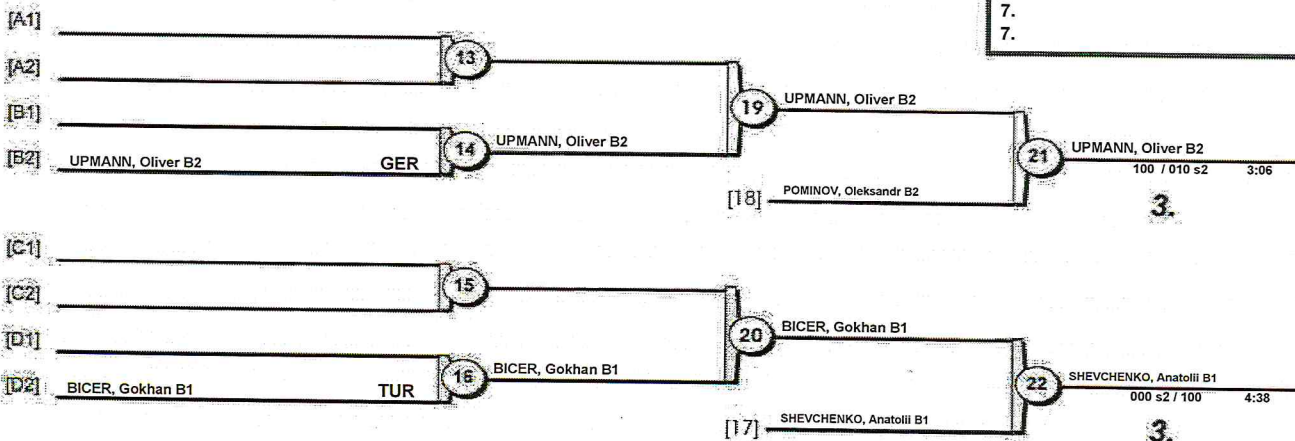 7.
7.
[A1]
[A2]
13
[B1]
[B2] UPMANN, Oliver B2 GER
14 UPMANN, Oliver B2
19 UPMANN, Oliver B2
[18] POMINOV, Oleksandr B2
21 UPMANN, Oliver B2
100 / 010 s2 3:06
3.
[C1]
[C2]
15
[D1]
[D2] BICER, Gokhan B1 TUR
16 BICER, Gokhan B1
20 BICER, Gokhan B1
[17] SHEVCHENKO, Anatolii B1
22 SHEVCHENKO, Anatolii B1
000 s2 / 100 4:38
3.